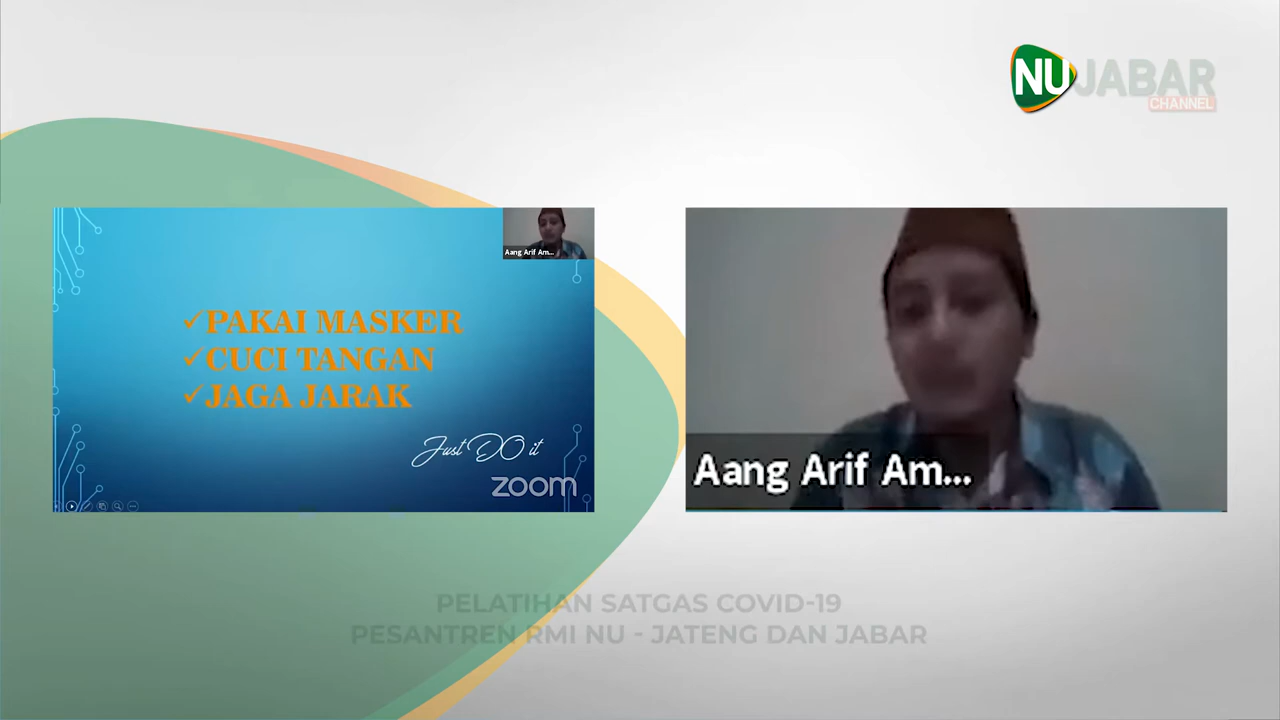 NU JABAR
CHANNEL
Aang Arif Am...
✓PAKAI MASKER
✓CUCI TANGAN
✓JAGA JARAK
Just DO it
zoom
Aang Arif Am...
PELATIHAN SATGAS COVID-19
PESANTREN RMI NU - JATENG DAN JABAR